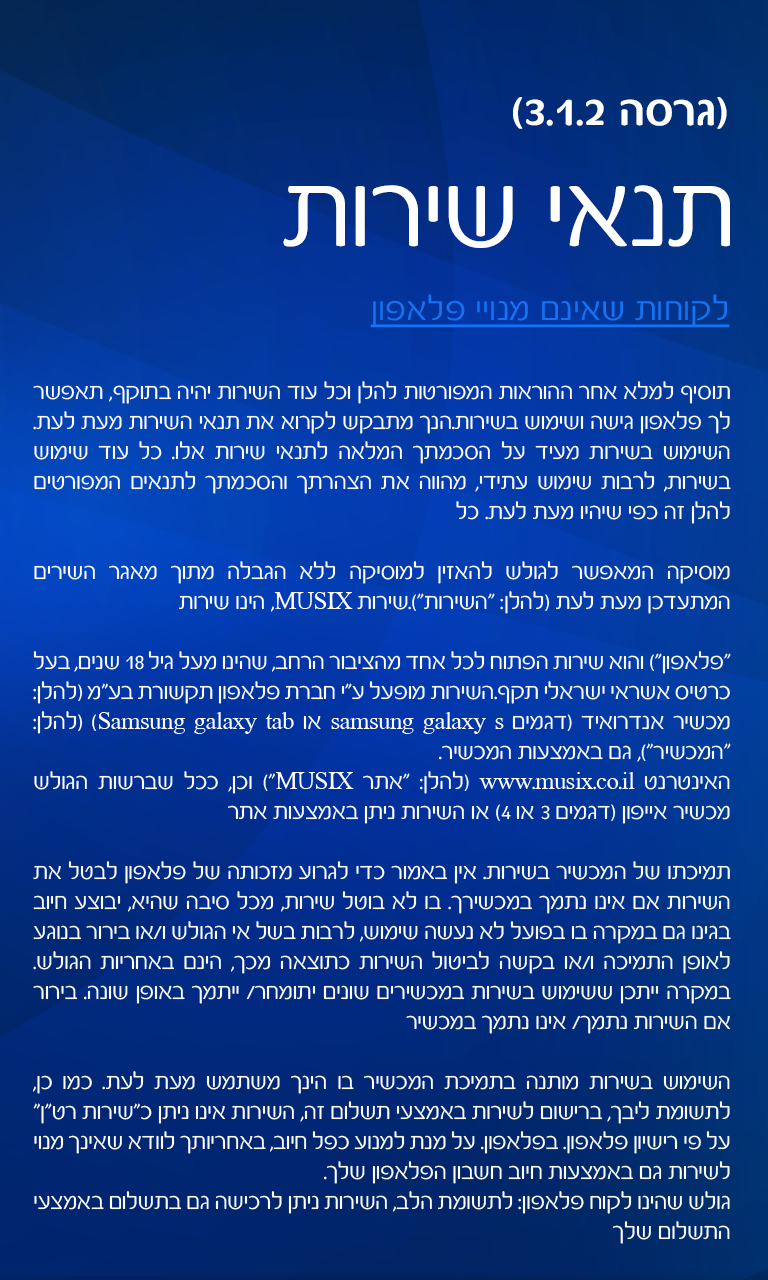 (גרסה 3.1.2)
תנאי שירות
לקוחות שאינם מנויי פלאפון
תוסיף למלא אחר ההוראות המפורטות להלן וכל עוד השירות יהיה בתוקף, תאפשר
לך פלאפון גישה ושימוש בשירות.הנך מתבקש לקרוא את תנאי השירות מעת לעת.
השימוש בשירות מעיד על הסכמתך המלאה לתנאי שירות אלו. כל עוד שימוש
בשירות, לרבות שימוש עתידי, מהווה את הצהרתך והסכמתך לתנאים המפורטים
להלן זה כפי שיהיו מעת לעת. כל
מוסיקה המאפשר לגולש להאזין למוסיקה ללא הגבלה מתוך מאגר השירים
המתעדכן מעת לעת (להלן: "השירות").שירות MUSIX, הינו שירות
"פלאפון") והוא שירות הפתוח לכל אחד מהציבור הרחב, שהינו מעל גיל 18 שנים, בעל
כרטיס אשראי ישראלי תקף.השירות מופעל ע"י חברת פלאפון תקשורת בע"מ (להלן:
מכשיר אנדרואיד (דגמים samsung galaxy s או Samsung galaxy tab) (להלן:
"המכשיר"), גם באמצעות המכשיר.
האינטרנט www.musix.co.il (להלן: "אתר MUSIX") וכן, ככל שברשות הגולש
מכשיר אייפון (דגמים 3 או 4) או השירות ניתן באמצעות אתר
תמיכתו של המכשיר בשירות. אין באמור כדי לגרוע מזכותה של פלאפון לבטל את
השירות אם אינו נתמך במכשירך. בו לא בוטל שירות, מכל סיבה שהיא, יבוצע חיוב
בגינו גם במקרה בו בפועל לא נעשה שימוש, לרבות בשל אי הגולש ו/או בירור בנוגע
לאופן התמיכה ו/או בקשה לביטול השירות כתוצאה מכך, הינם באחריות הגולש.
במקרה ייתכן ששימוש בשירות במכשירים שונים יתומחר/ ייתמך באופן שונה. בירור
אם השירות נתמך/ אינו נתמך במכשיר
השימוש בשירות מותנה בתמיכת המכשיר בו הינך משתמש מעת לעת. כמו כן,
לתשומת ליבך, ברישום לשירות באמצעי תשלום זה, השירות אינו ניתן כ"שירות רט"ן"
על פי רישיון פלאפון. בפלאפון. על מנת למנוע כפל חיוב, באחריותך לוודא שאינך מנוי
לשירות גם באמצעות חיוב חשבון הפלאפון שלך.
גולש שהינו לקוח פלאפון: לתשומת הלב, השירות ניתן לרכישה גם בתשלום באמצעי
התשלום שלך